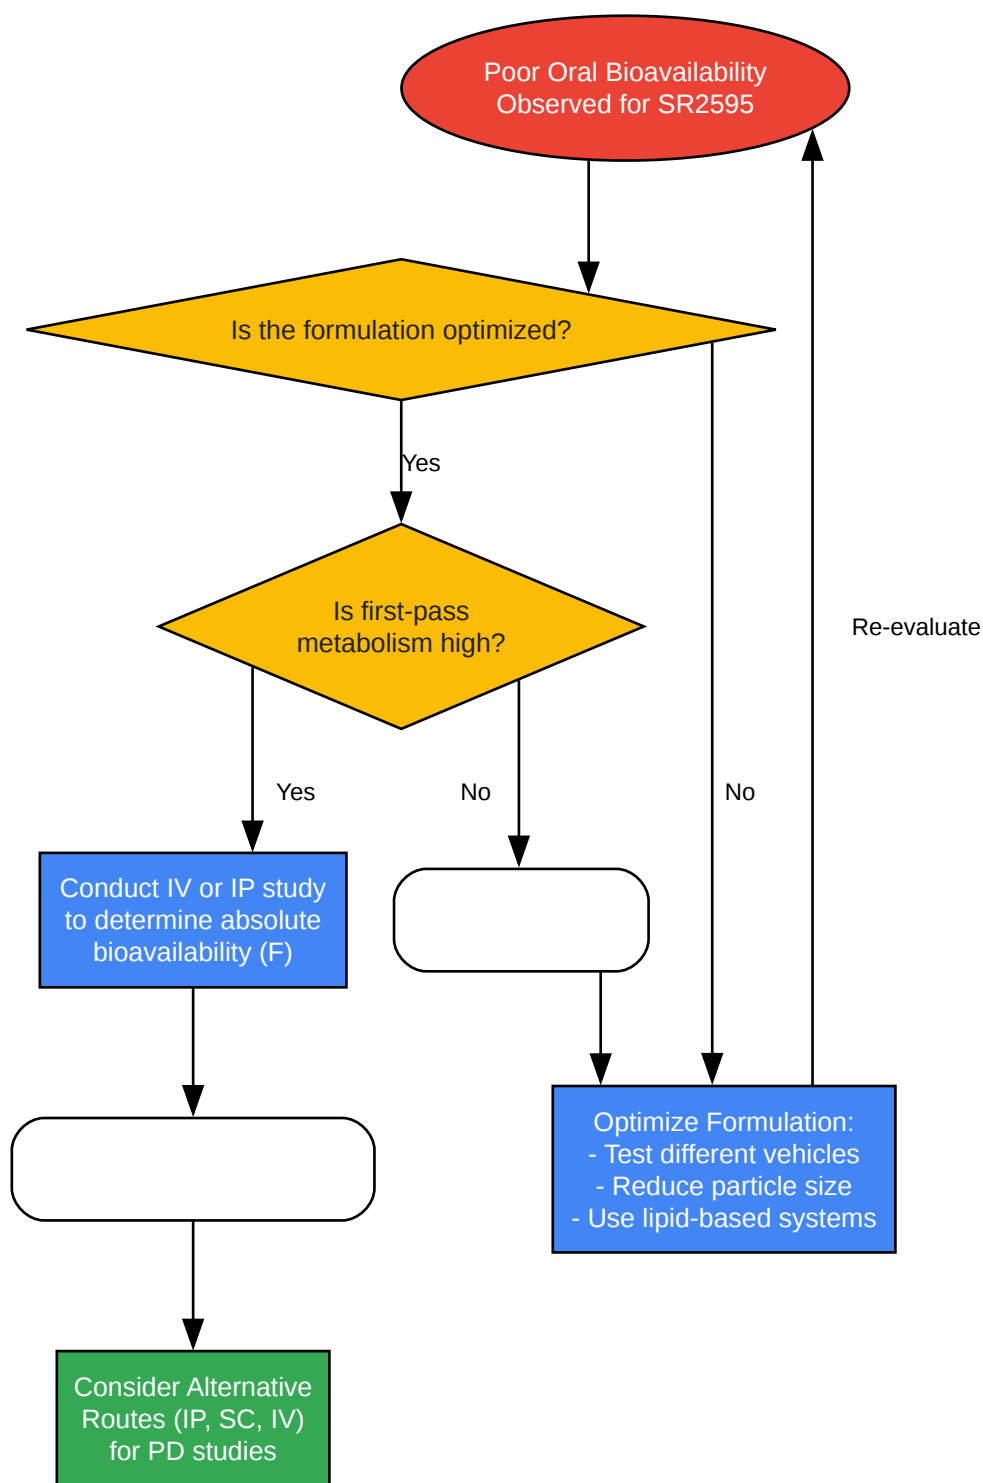 Poor Oral Bioavailability
Observed for SR2595
Is the formulation optimized?
Yes
Is first-pass
metabolism high?
Re-evaluate
Yes
No
No
Conduct IV or IP study
to determine absolute
bioavailability (F)
Optimize Formulation:
- Test different vehicles
- Reduce particle size
- Use lipid-based systems
Consider Alternative
Routes (IP, SC, IV)
for PD studies